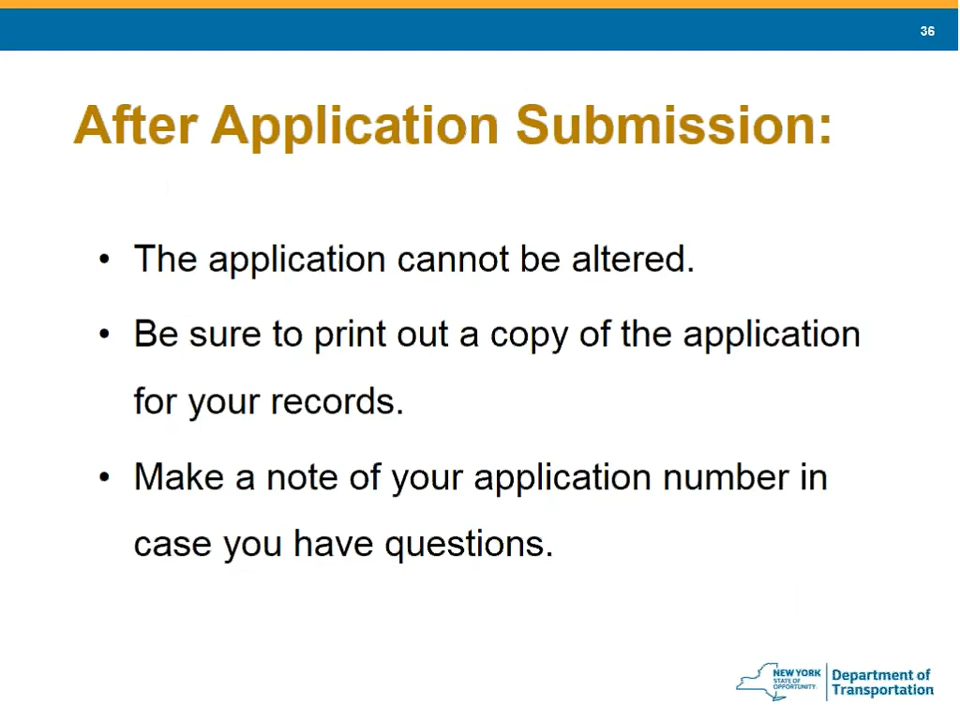 36
After Application Submission:
• The application cannot be altered.
• Be sure to print out a copy of the application
for your records.
• Make a note of your application number in
case you have questions.
NEW YORK
STATE OF
OPPORTUNITY.
Department of
Transportation